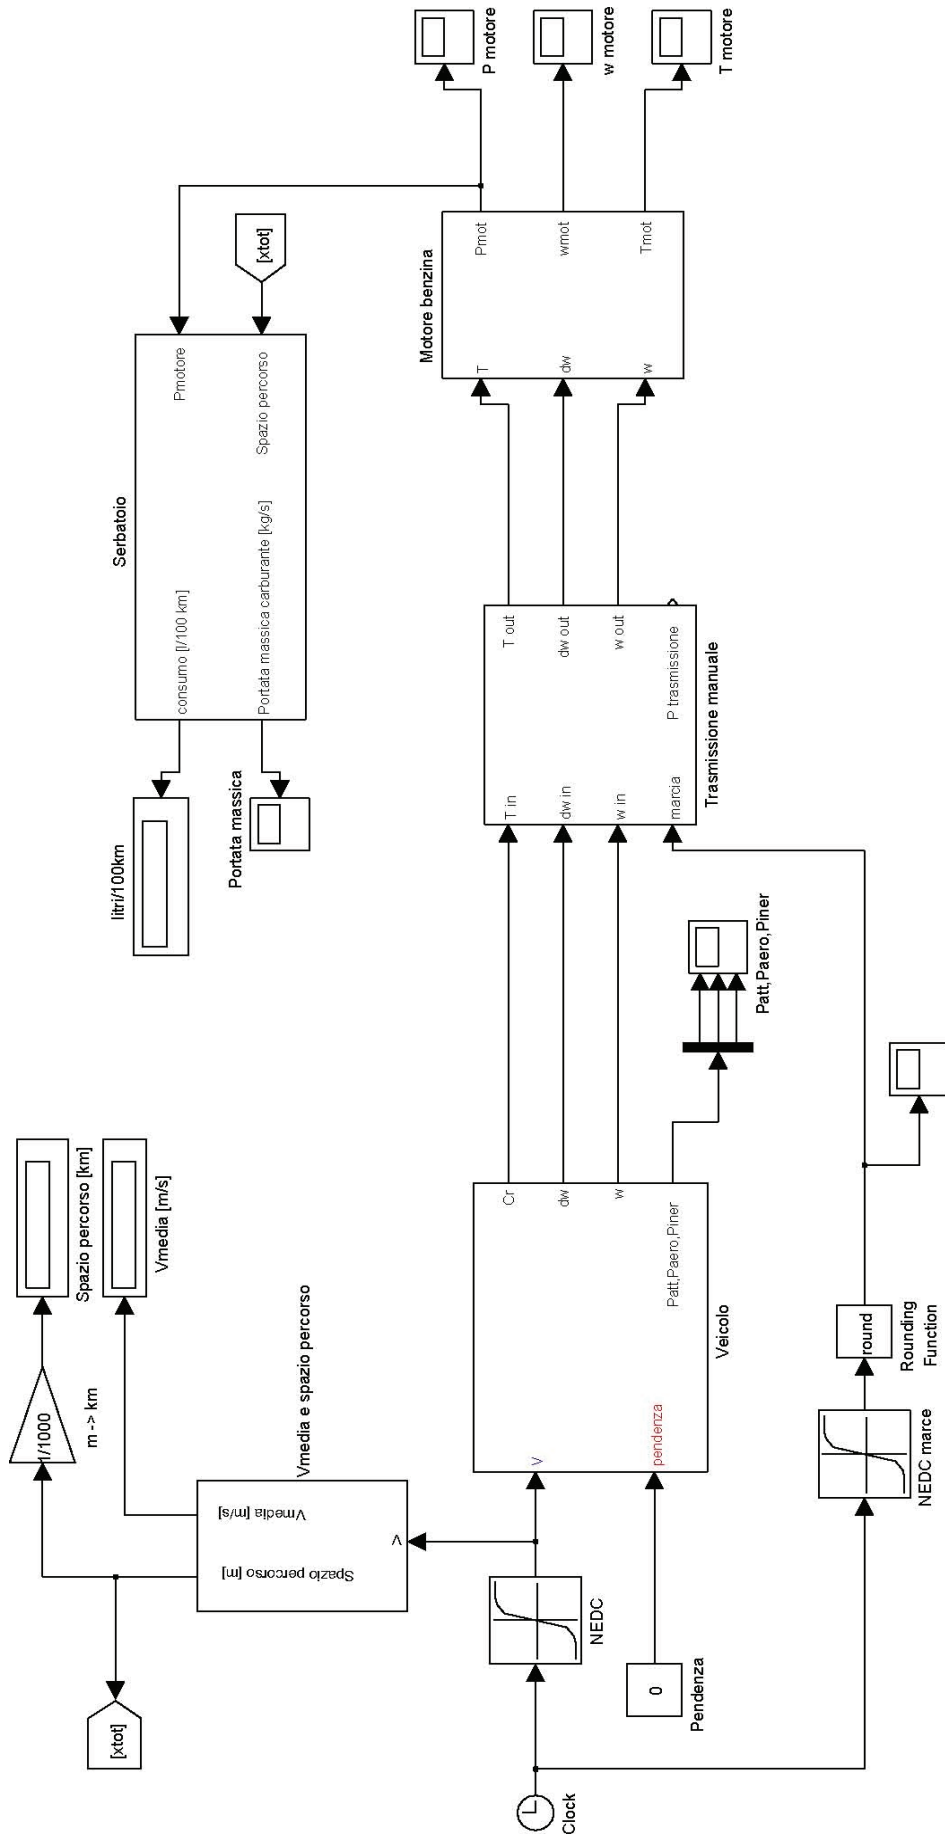 [xtot]
1/1000
m -> km
Spazio percorso [km]
Vmedia [m/s]
Spazio percorso [m]
Vmedia [m/s]
V
Vmedia e spazio percorso
Clock
NEDC
0
Pendenza
V
pendenza
Cr
dw
w
Patt,Paero,Piner
Veicolo
Patt,Paero,Piner
NEDC marce
round
Rounding
Function
T in
dw in
w in
marcia
T out
dw out
w out
P trasmissione
Trasmissione manuale
litri/100km
Portata massica
Serbatoio
consumo [l/100 km]
Portata massica carburante [kg/s]
Pmotore
Spazio percorso
[xtot]
Motore benzina
T
dw
w
Pmot
wmot
Tmot
P motore
w motore
T motore